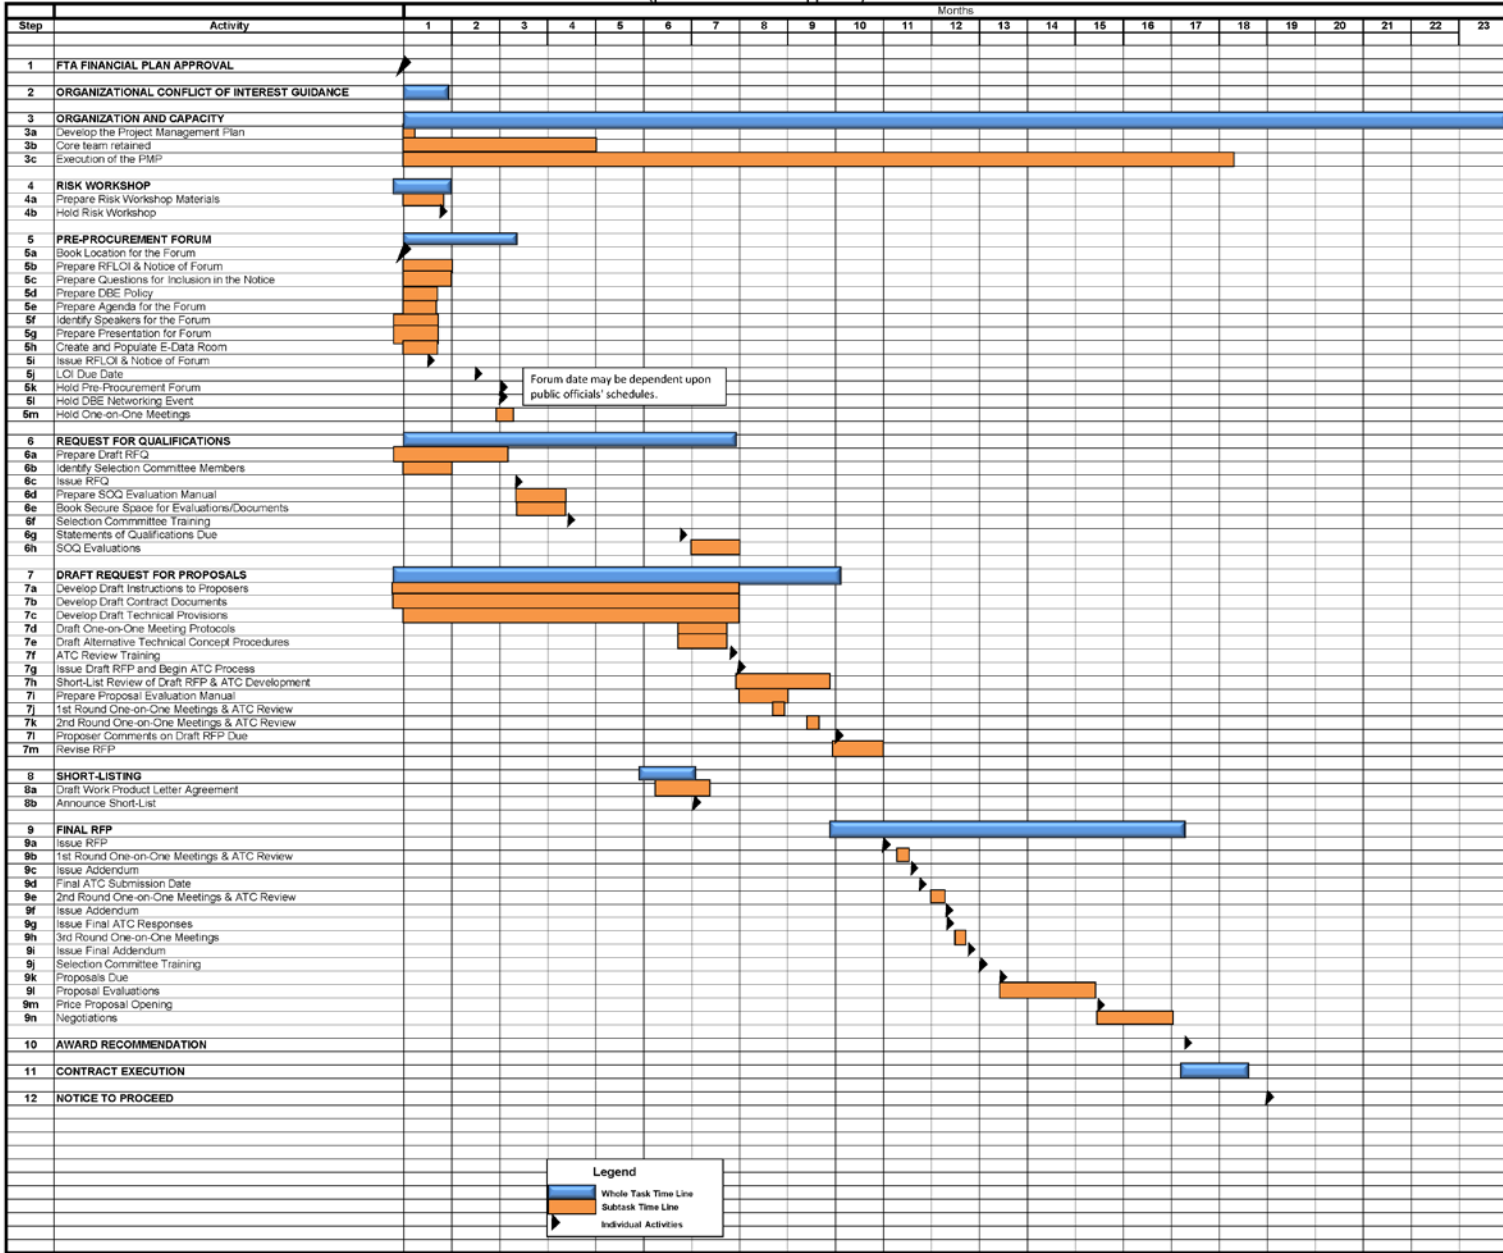 Months
Step Activity 1 2 3 4 5 6 7 8 9 10 11 12 13 14 15 16 17 18 19 20 21 22 23
1 FTA FINANCIAL PLAN APPROVAL
2 ORGANIZATIONAL CONFLICT OF INTEREST GUIDANCE
3 ORGANIZATION AND CAPACITY
3a Develop the Project Management Plan
3b Core team retained
3c Execution of the PMP
4 RISK WORKSHOP
4a Prepare Risk Workshop Materials
4b Hold Risk Workshop
5 PRE-PROCUREMENT FORUM
5a Book Location for the Forum
5b Prepare RFLOI & Notice of Forum
5c Prepare Questions for Inclusion in the Notice
5d Prepare DBE Policy
5e Prepare Agenda for the Forum
5f Identify Speakers for the Forum
5g Prepare Presentation for Forum
5h Create and Populate E-Data Room
5i Issue RFLOI & Notice of Forum
5j LOI Due Date
5k Hold Pre-Procurement Forum
5l Hold DBE Networking Event
5m Hold One-on-One Meetings
Forum date may be dependent upon
public officials' schedules.
6 REQUEST FOR QUALIFICATIONS
6a Prepare Draft RFQ
6b Identify Selection Committee Members
6c Issue RFQ
6d Prepare SOQ Evaluation Manual
6e Book Secure Space for Evaluations/Documents
6f Selection Commmittee Training
6g Statements of Qualifications Due
6h SOQ Evaluations
7 DRAFT REQUEST FOR PROPOSALS
7a Develop Draft Instructions to Proposers
7b Develop Draft Contract Documents
7c Develop Draft Technical Provisions
7d Draft One-on-One Meeting Protocols
7e Draft Alternative Technical Concept Procedures
7f ATC Review Training
7g Issue Draft RFP and Begin ATC Process
7h Short-List Review of Draft RFP & ATC Development
7i Prepare Proposal Evaluation Manual
7j 1st Round One-on-One Meetings & ATC Review
7k 2nd Round One-on-One Meetings & ATC Review
7l Proposer Comments on Draft RFP Due
7m Revise RFP
8 SHORT-LISTING
8a Draft Work Product Letter Agreement
8b Announce Short-List
9 FINAL RFP
9a Issue RFP
9b 1st Round One-on-One Meetings & ATC Review
9c Issue Addendum
9d Final ATC Submission Date
9e 2nd Round One-on-One Meetings & ATC Review
9f Issue Addendum
9g Issue Final ATC Responses
9h 3rd Round One-on-One Meetings
9i Issue Final Addendum
9j Selection Committee Training
9k Proposals Due
9l Proposal Evaluations
9m Price Proposal Opening
9n Negotiations
10 AWARD RECOMMENDATION
11 CONTRACT EXECUTION
12 NOTICE TO PROCEED
Legend
Whole Task Time Line
Subtask Time Line
Individual Activities